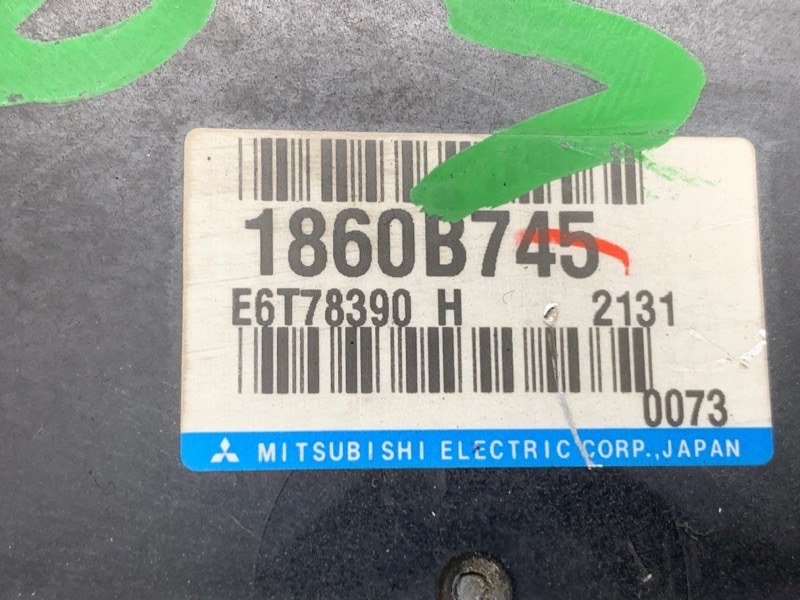 1860B745
E6T78390 H 2131
0073
MITSUBISHI ELECTRIC CORP., JAPAN